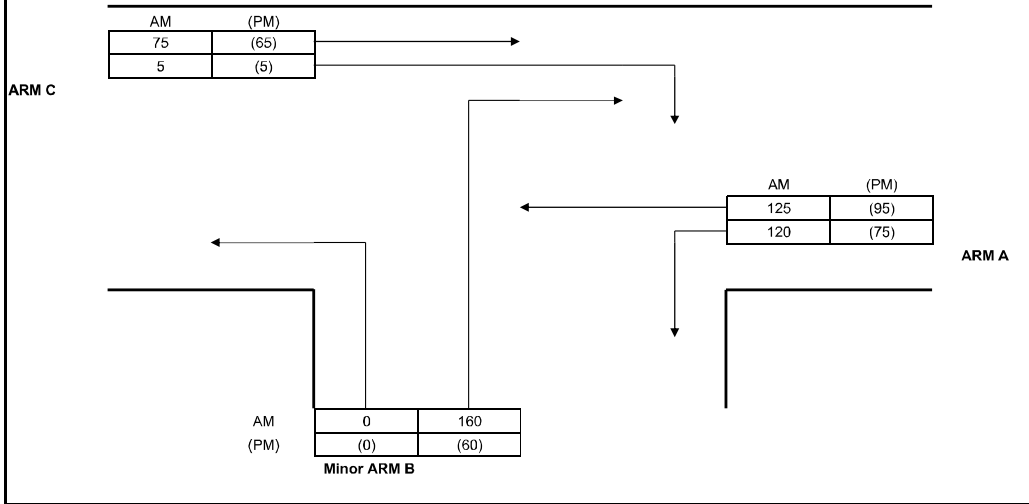 AM (PM)
75 (65)
5 (5)
ARM C
AM (PM)
125 (95)
120 (75)
ARM A
AM 0 160
(PM) (0) (60)
Minor ARM B